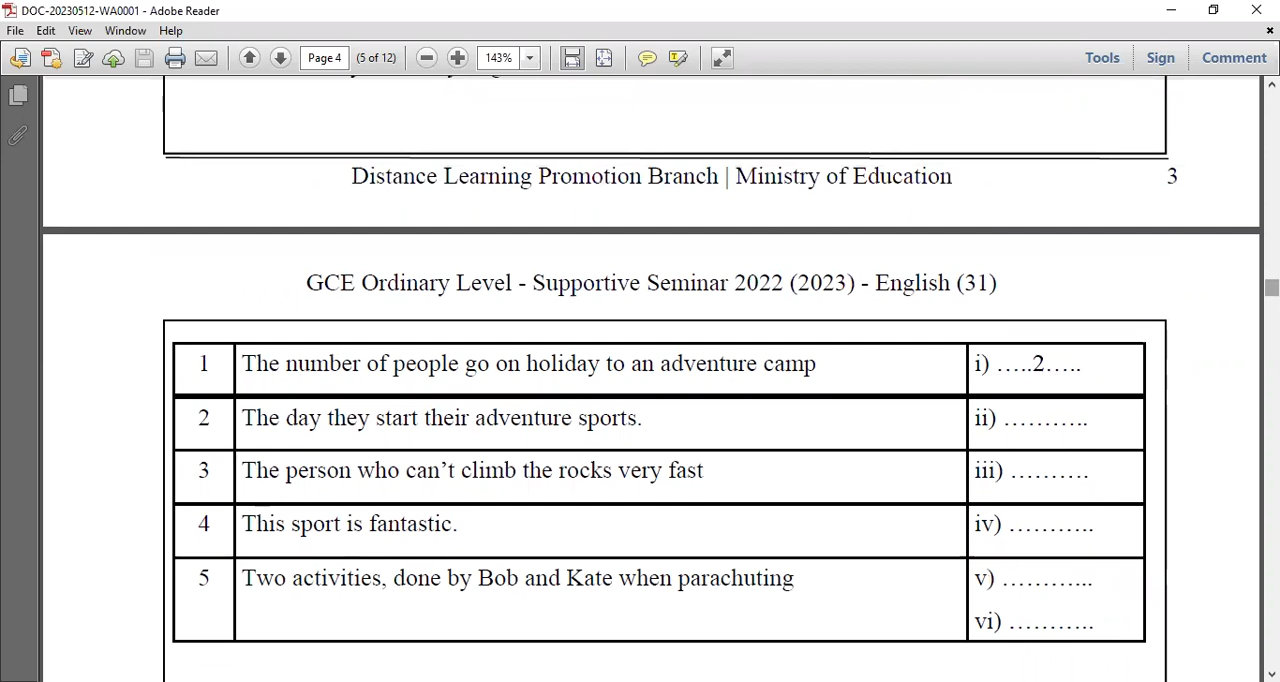 DOC-20230512-WA0001 - Adobe Reader
File Edit View Window Help
Page 4 (5 of 12) 143% Tools Sign Comment
Distance Learning Promotion Branch | Ministry of Education 3
GCE Ordinary Level - Supportive Seminar 2022 (2023) - English (31)
1 The number of people go on holiday to an adventure camp i) …..2…..
2 The day they start their adventure sports. ii) ………..
3 The person who can’t climb the rocks very fast iii) ……….
4 This sport is fantastic. iv) ………..
5 Two activities, done by Bob and Kate when parachuting v) ………...
vi) ………..